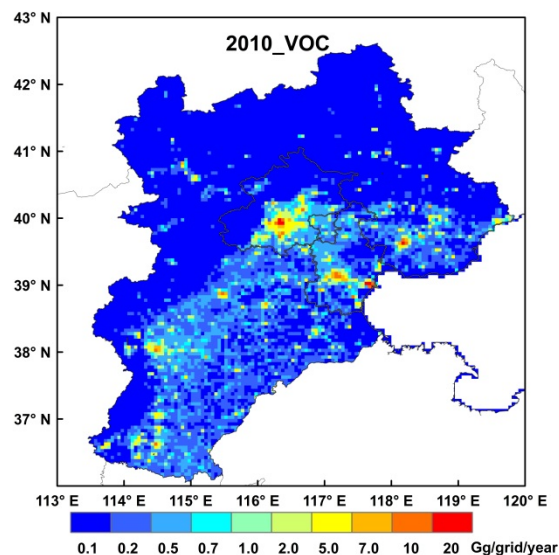 2010_VOC
43° N
42° N
41° N
40° N
39° N
38° N
37° N
113° E 114° E 115° E 116° E 117° E 118° E 119° E 120° E
0.1 0.2 0.5 0.7 1.0 2.0 5.0 7.0 10 20 Gg/grid/year